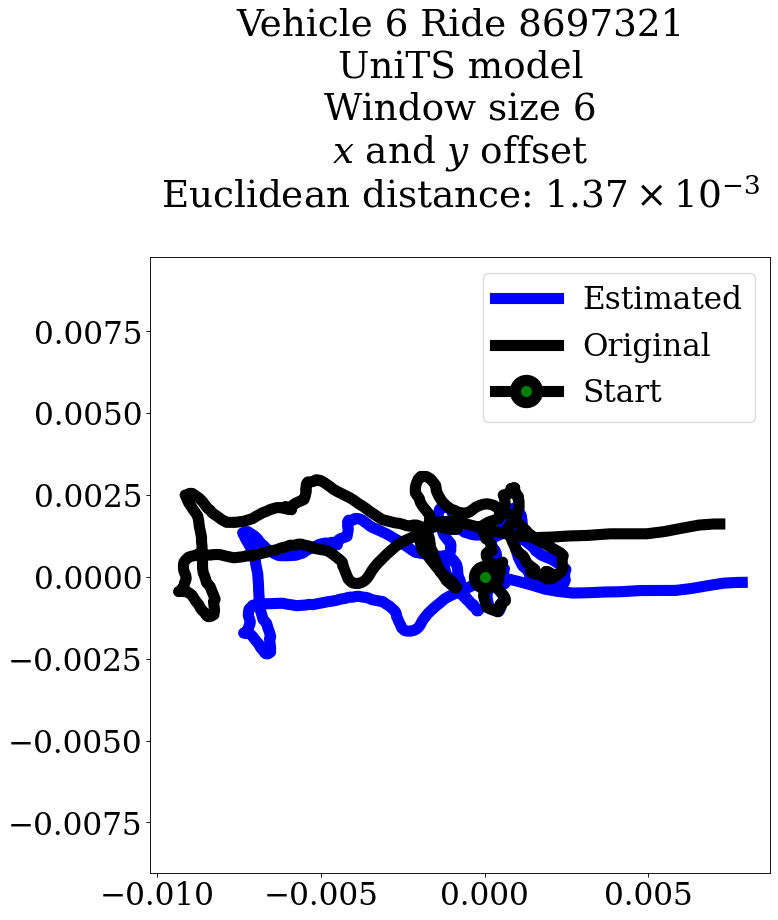 Vehicle 6 Ride 8697321
UniTS model
Window size 6
x and y offset
Euclidean distance: 1.37 × 10⁻³
Estimated
Original
Start
0.0075
0.0050
0.0025
0.0000
−0.0025
−0.0050
−0.0075
−0.010 −0.005 0.000 0.005